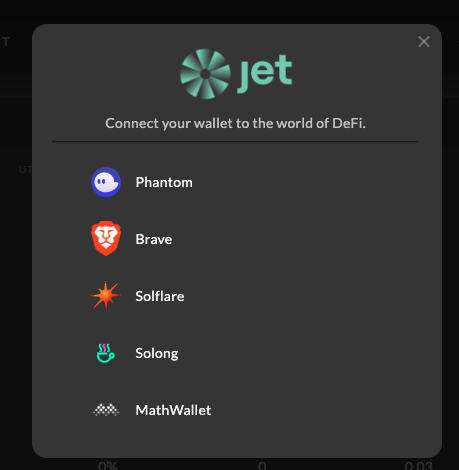 T
jet
Connect your wallet to the world of DeFi.
UT
Phantom
Brave
Solflare
Solong
MathWallet
0%
0
0.03